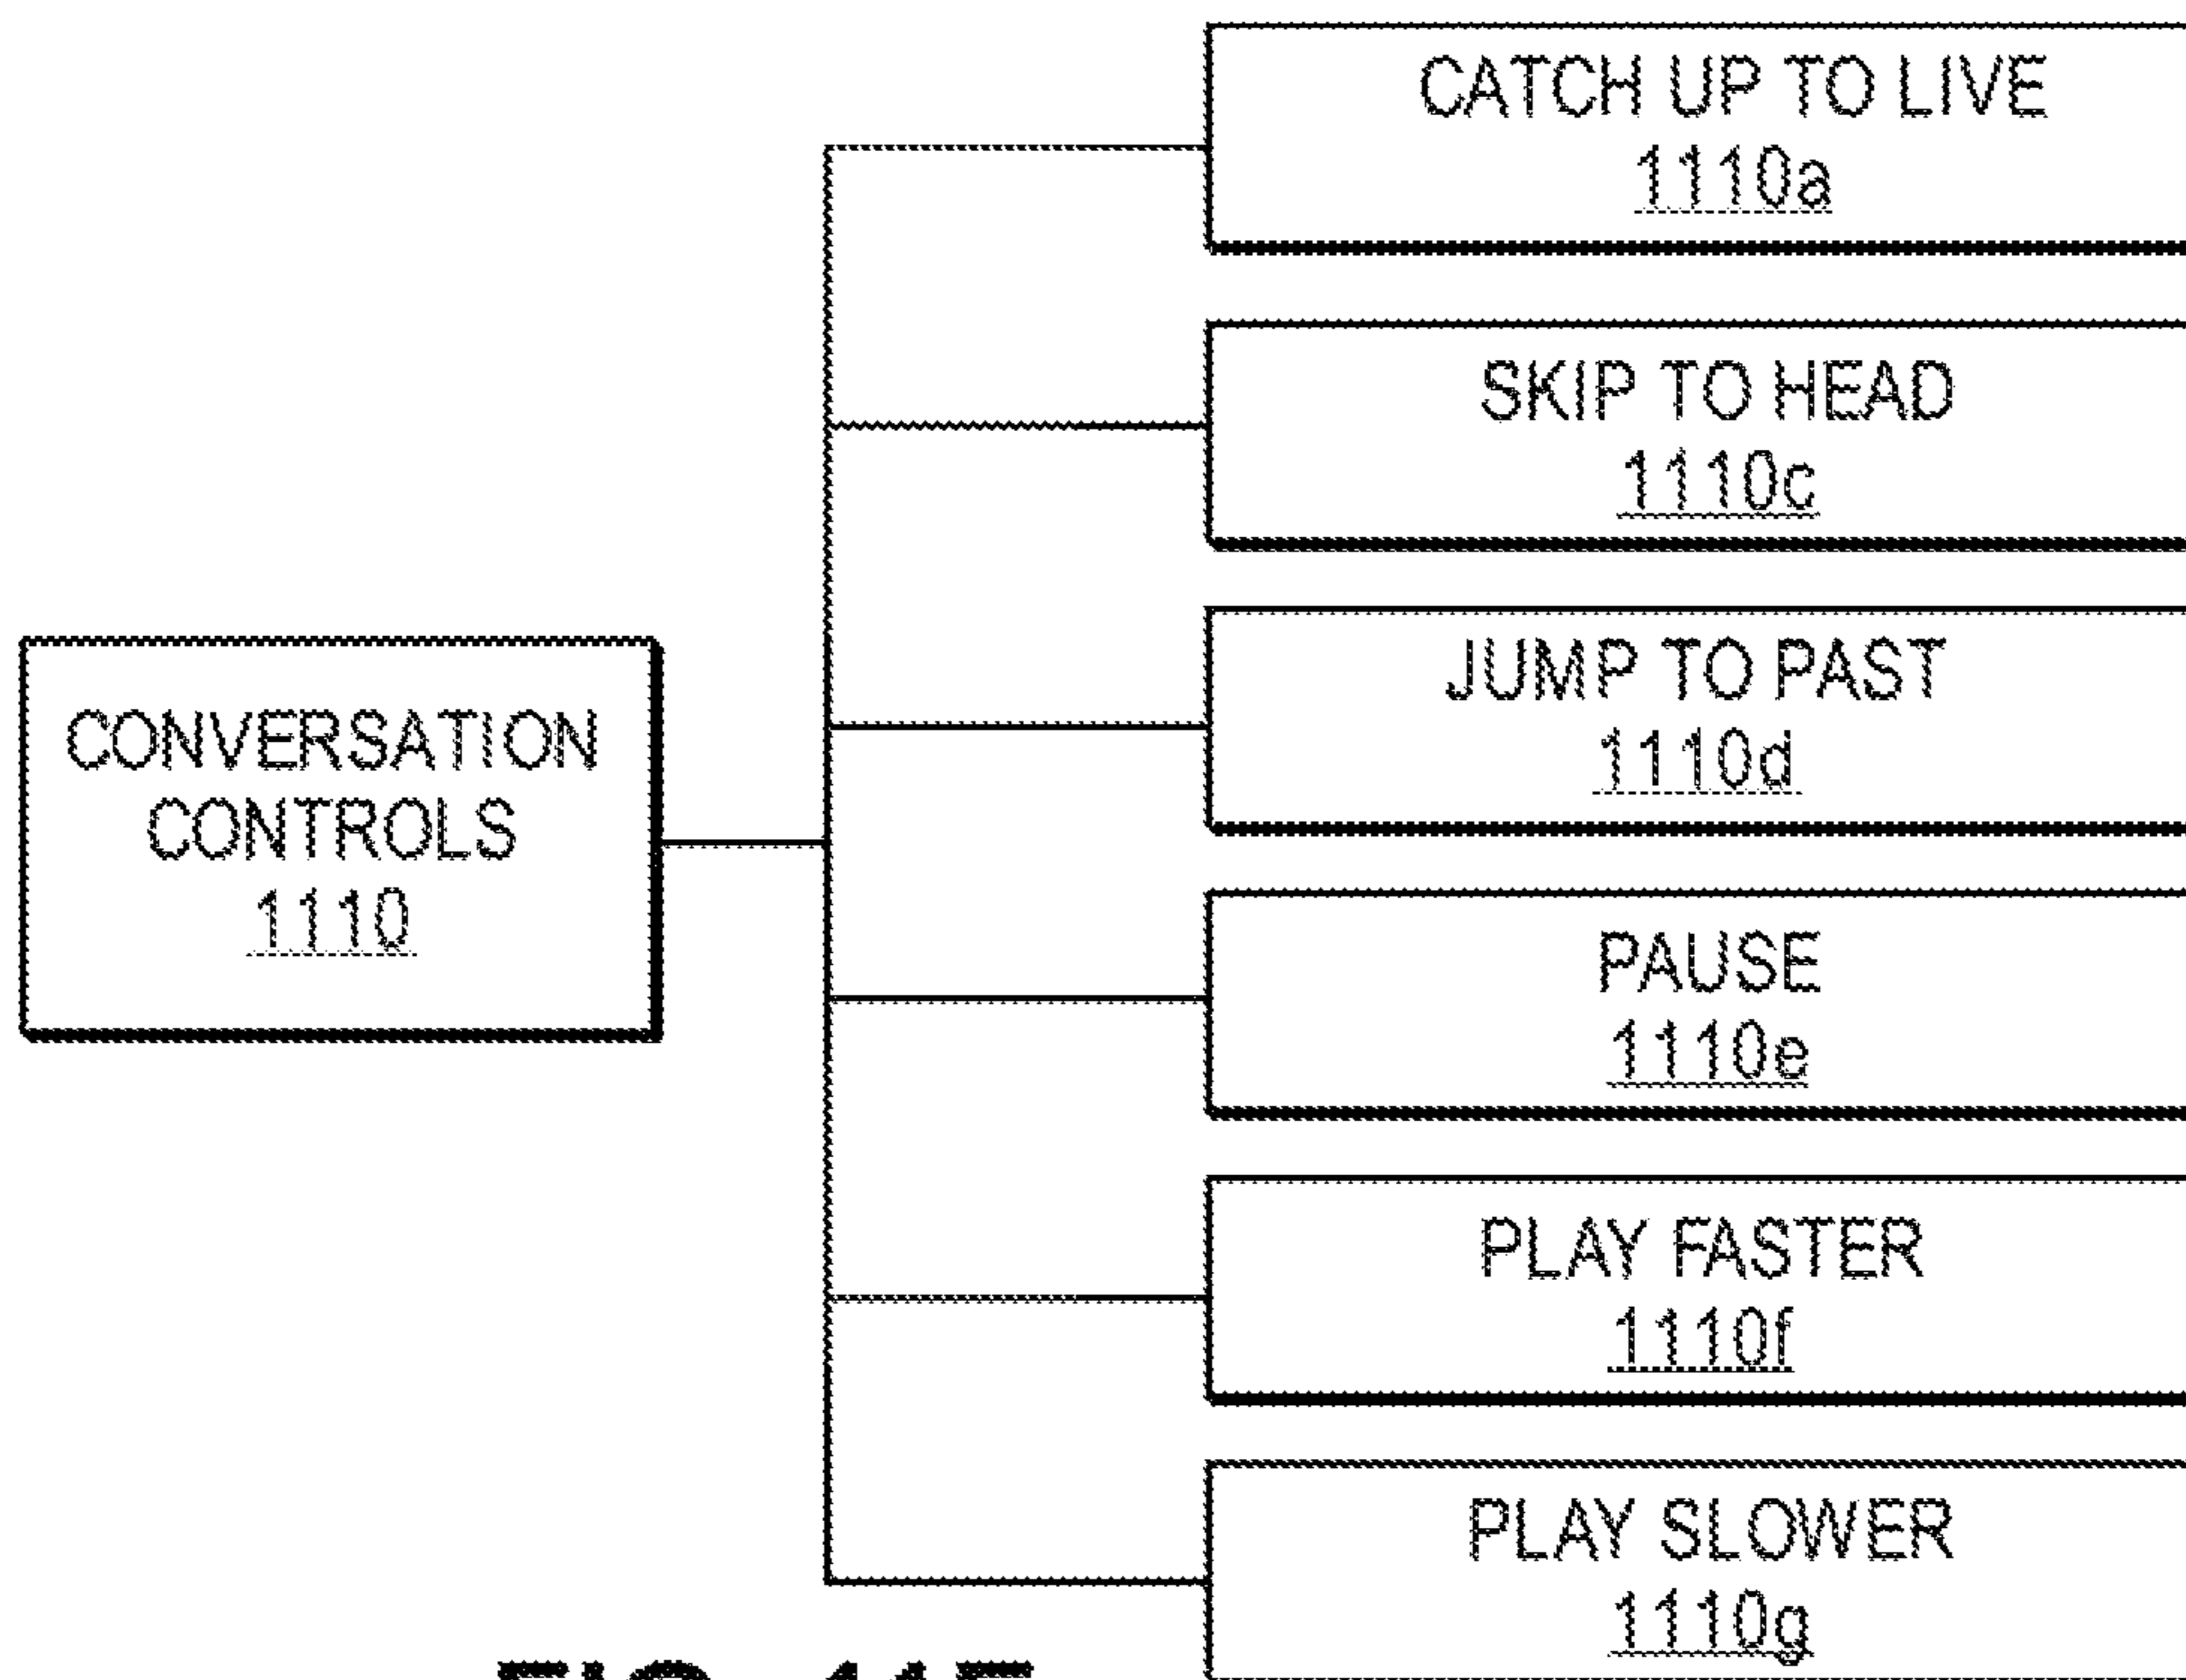 CATCH UP TO LIVE
1110a
SKIP TO HEAD
1110c
JUMP TO PAST
1110d
CONVERSATION
CONTROLS
1110
PAUSE
1110e
PLAY FASTER
1110f
PLAY SLOWER
1110g